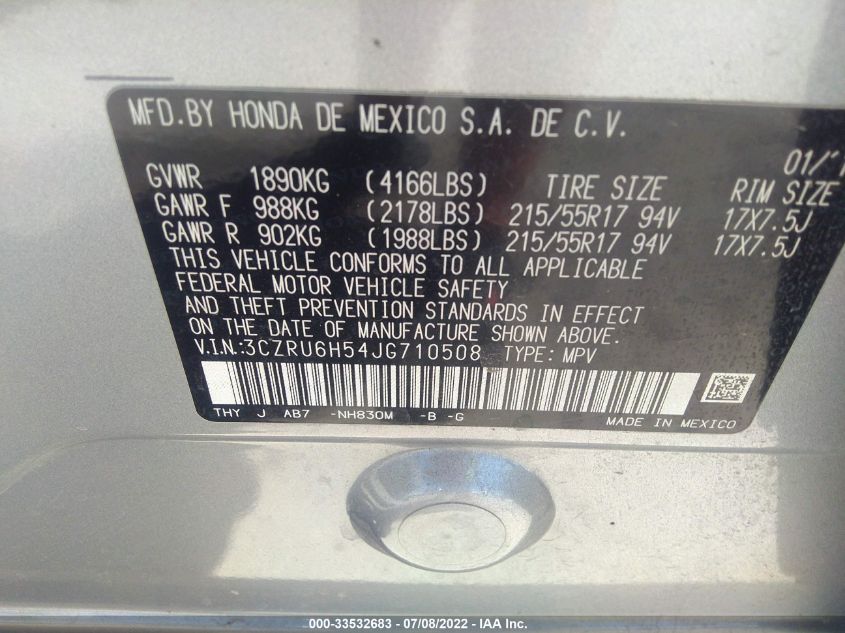 MFD.BY HONDA DE MEXICO S.A. DE C.V.
01/'1
GVWR 1890KG (4166LBS) TIRE SIZE RIM SIZE
GAWR F 988KG (2178LBS) 215/55R17 94V 17X7.5J
GAWR R 902KG (1988LBS) 215/55R17 94V 17X7.5J
THIS VEHICLE CONFORMS TO ALL APPLICABLE
FEDERAL MOTOR VEHICLE SAFETY
AND THEFT PREVENTION STANDARDS IN EFFECT
ON THE DATE OF MANUFACTURE SHOWN ABOVE.
V.I.N.:3CZRU6H54JG710508 TYPE: MPV
THY J AB7 -NH830M -B -G MADE IN MEXICO
000-33532683 - 07/08/2022 - IAA Inc.